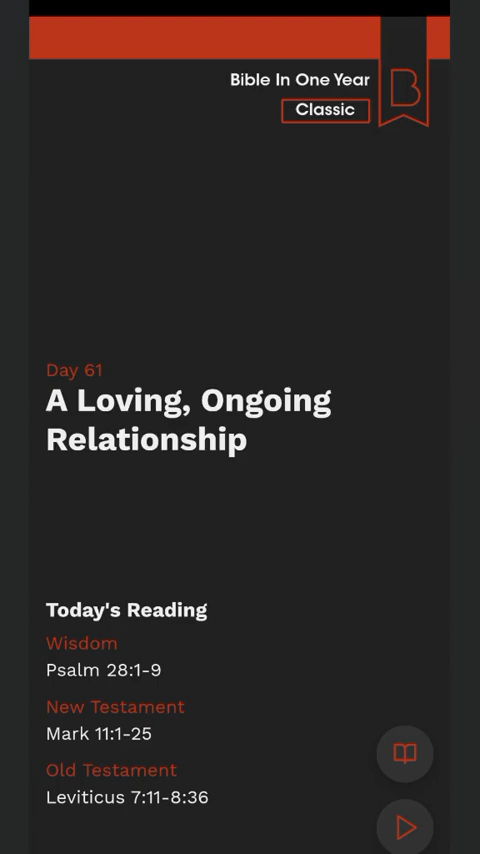 Bible In One Year
Classic
Day 61
A Loving, Ongoing
Relationship
Today's Reading
Wisdom
Psalm 28:1-9
New Testament
Mark 11:1-25
Old Testament
Leviticus 7:11-8:36